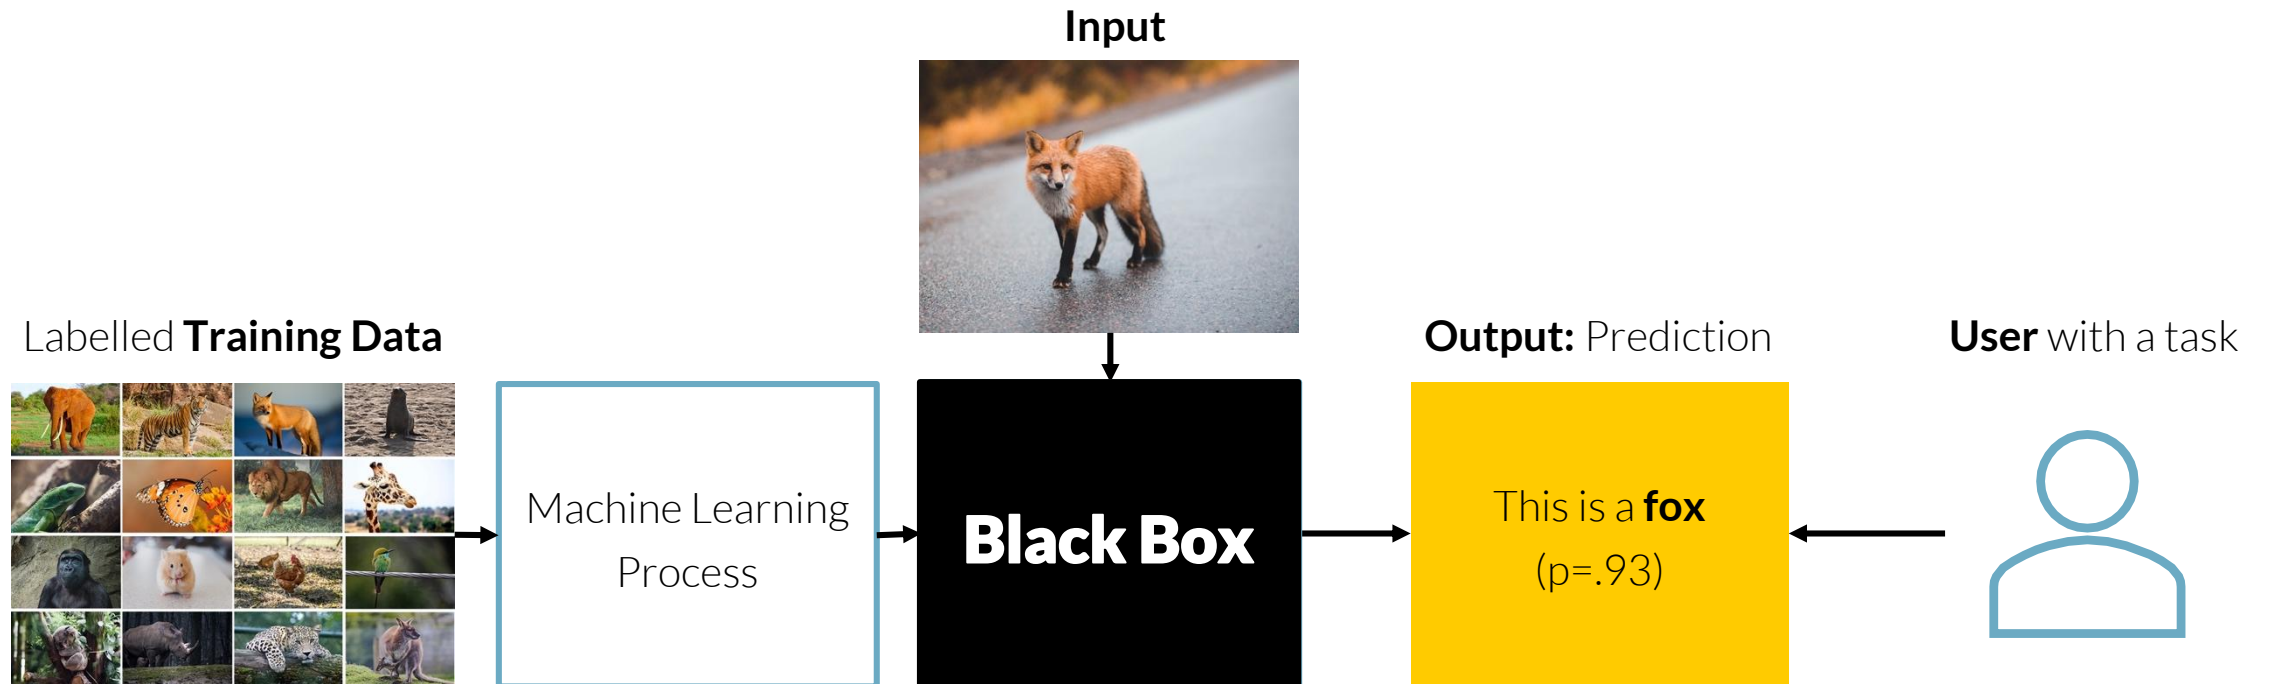 Input
Labelled Training Data
Output: Prediction
User with a task
Machine Learning
Process
Black Box
This is a fox
(p=.93)